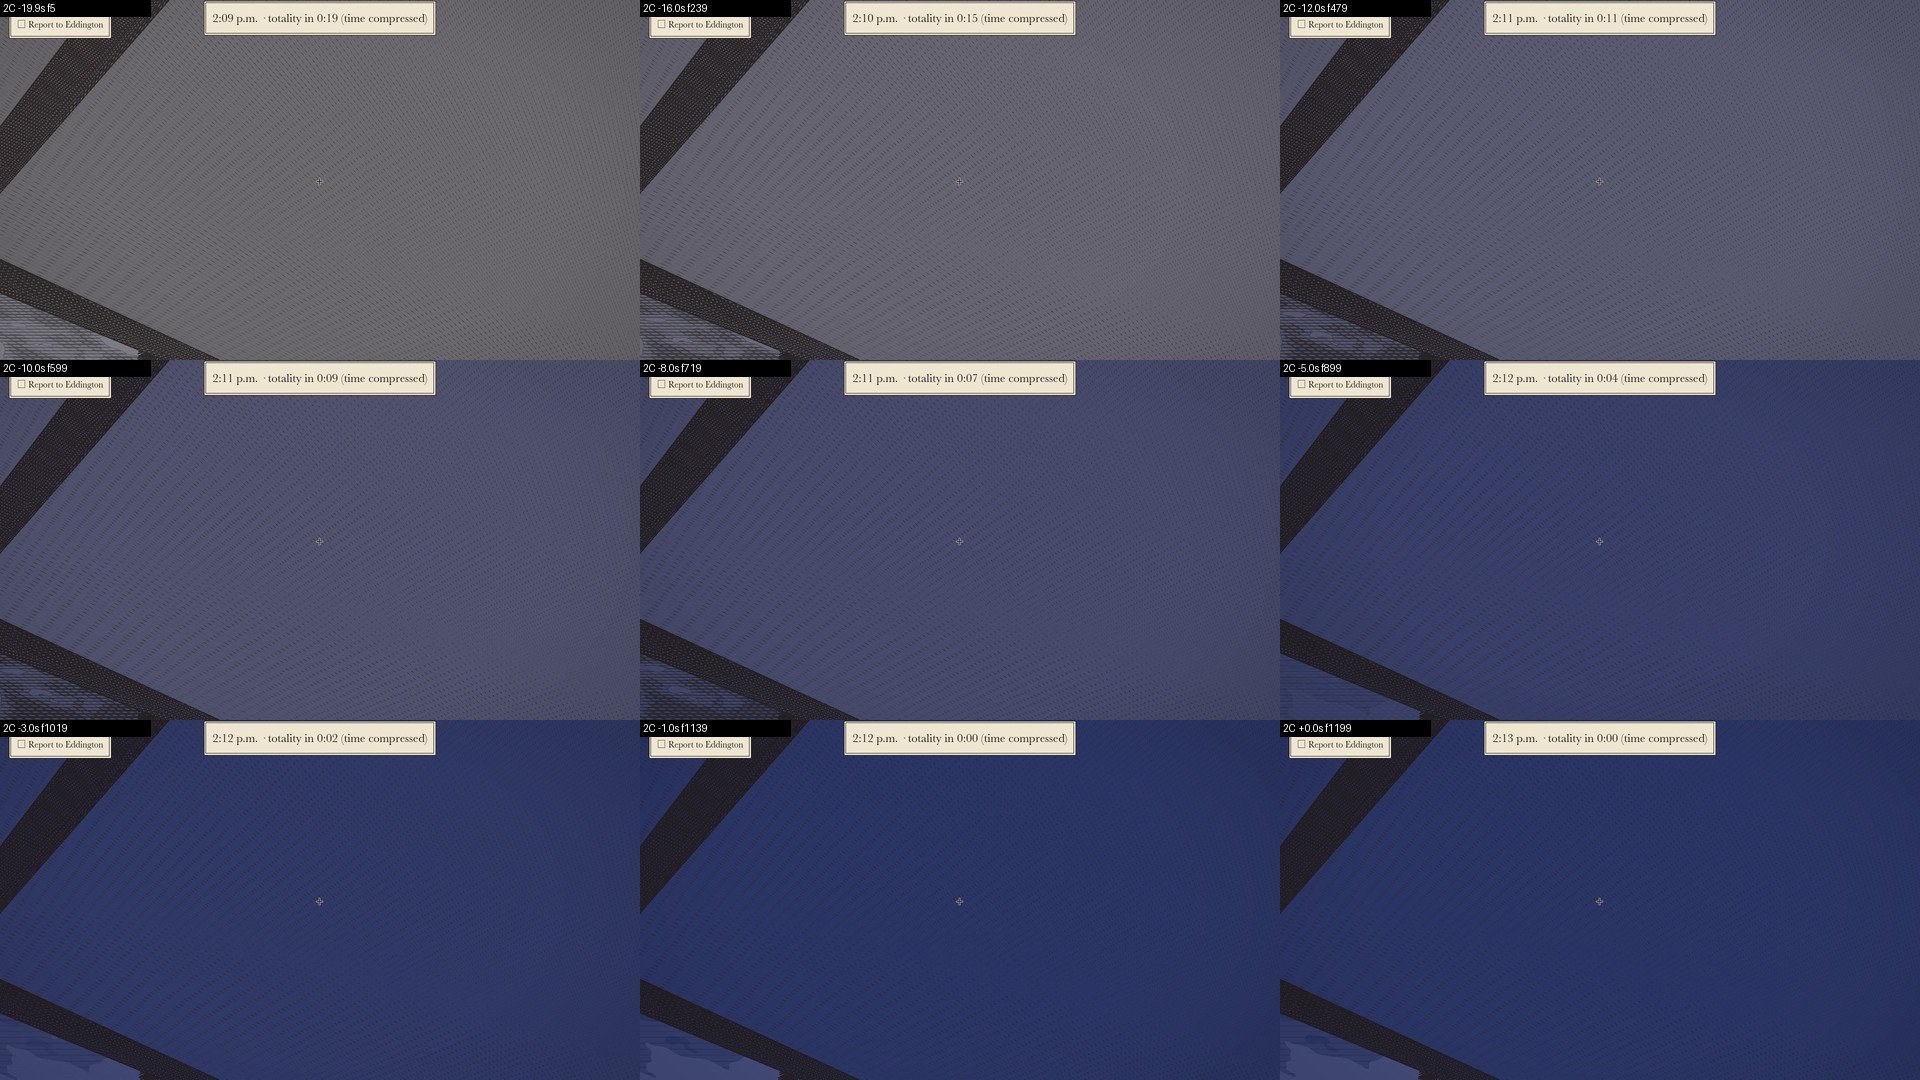 2C -19.9s f5
☐ Report to Eddington
2:09 p.m. · totality in 0:19 (time compressed)
2C -16.0s f239
☐ Report to Eddington
2:10 p.m. · totality in 0:15 (time compressed)
2C -12.0s f479
☐ Report to Eddington
2:11 p.m. · totality in 0:11 (time compressed)
2C -10.0s f599
☐ Report to Eddington
2:11 p.m. · totality in 0:09 (time compressed)
2C -8.0s f719
☐ Report to Eddington
2:11 p.m. · totality in 0:07 (time compressed)
2C -5.0s f899
☐ Report to Eddington
2:12 p.m. · totality in 0:04 (time compressed)
2C -3.0s f1019
☐ Report to Eddington
2:12 p.m. · totality in 0:02 (time compressed)
2C -1.0s f1139
☐ Report to Eddington
2:12 p.m. · totality in 0:00 (time compressed)
2C +0.0s f1199
☐ Report to Eddington
2:13 p.m. · totality in 0:00 (time compressed)